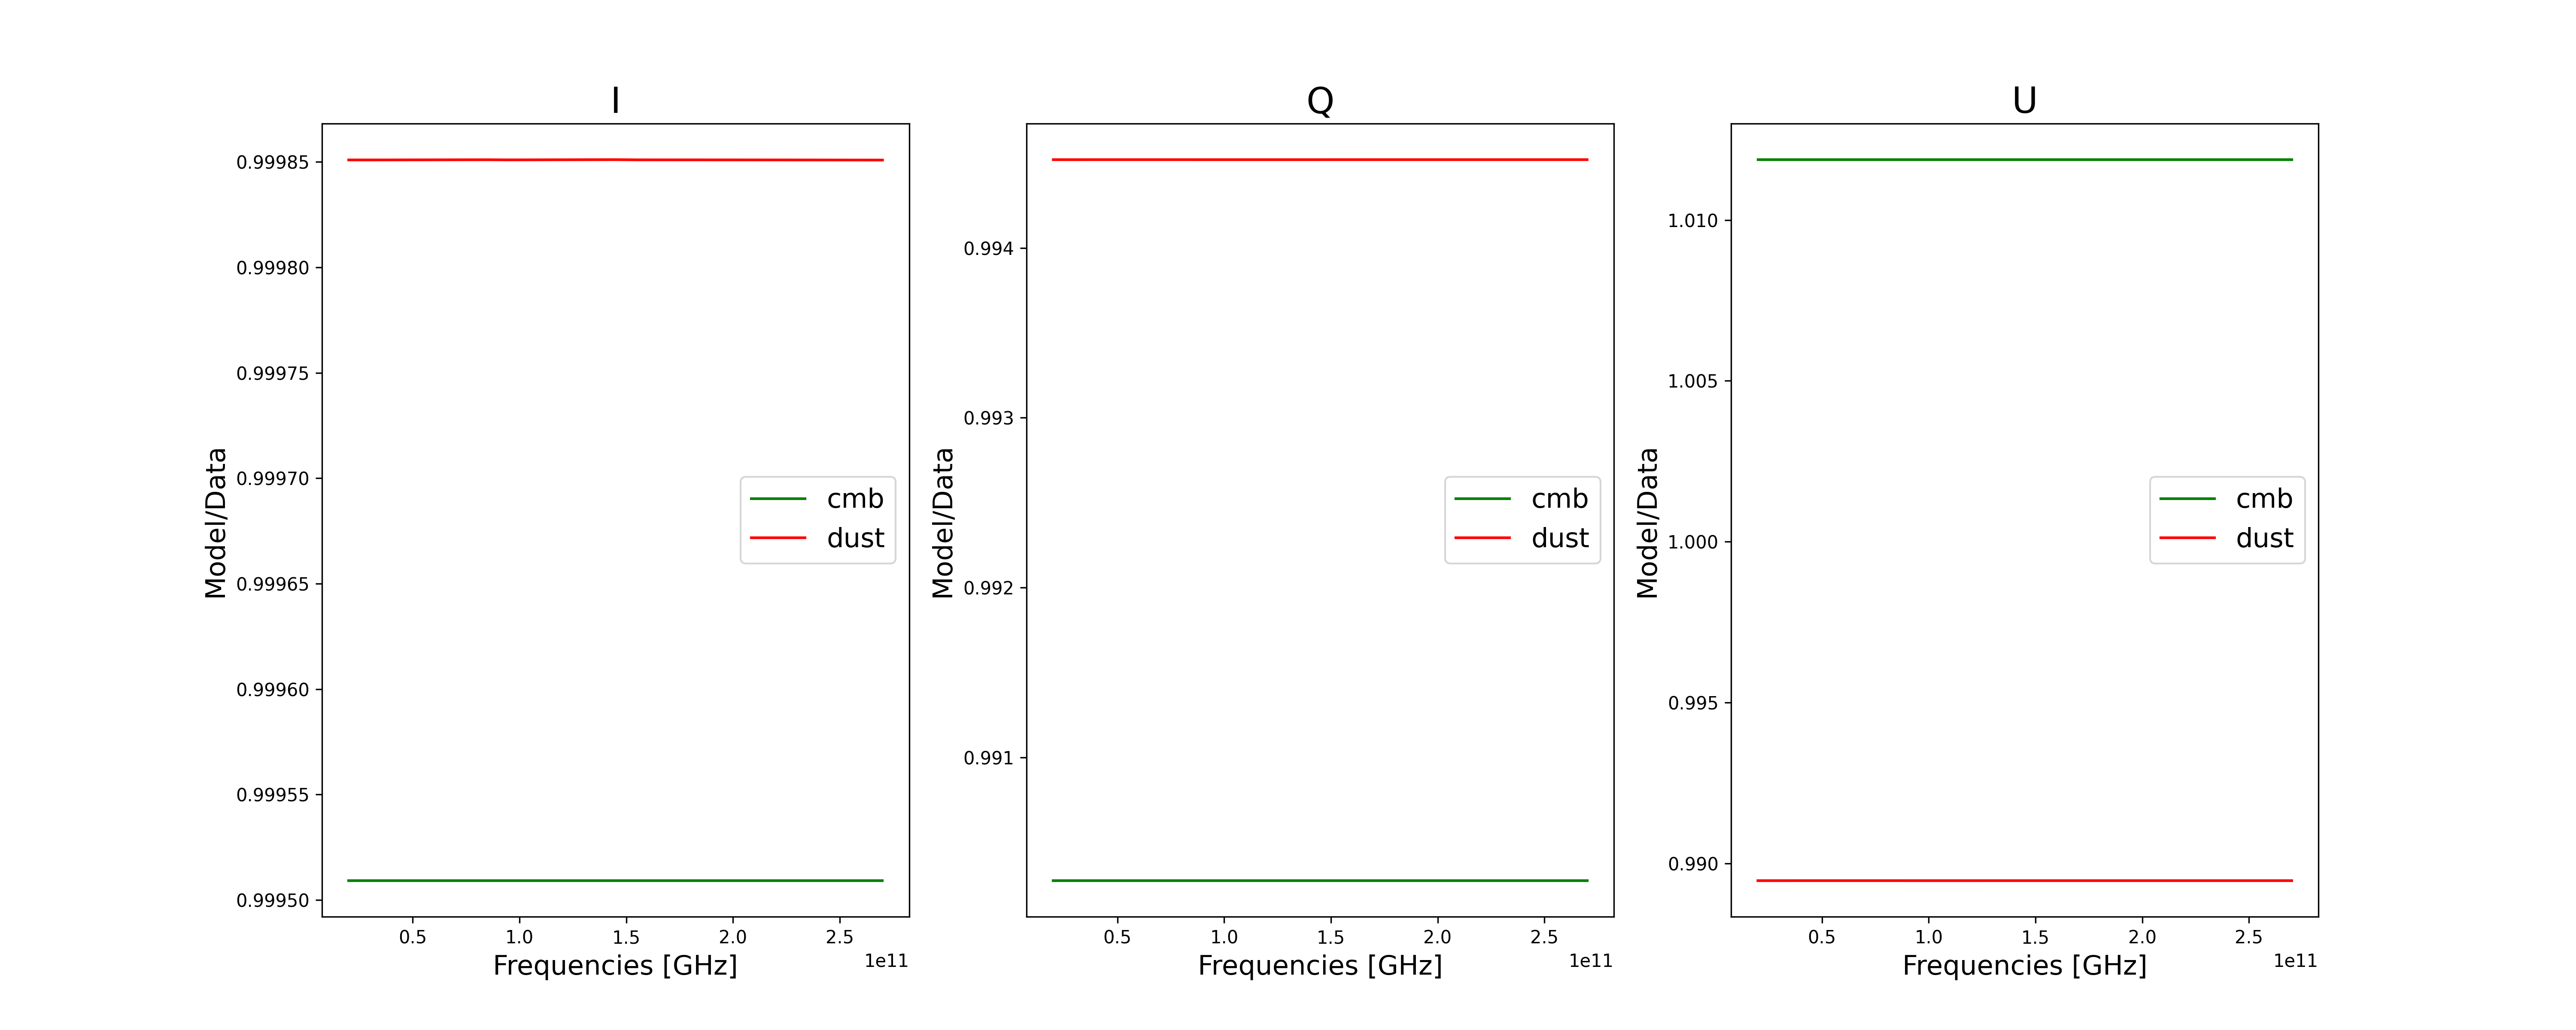 I
0.99985
0.99980
0.99975
0.99970
0.99965
0.99960
0.99955
0.99950
Model/Data
cmb
dust
0.5 1.0 1.5 2.0 2.5
1e11
Frequencies [GHz]
Q
0.994
0.993
0.992
0.991
Model/Data
cmb
dust
0.5 1.0 1.5 2.0 2.5
1e11
Frequencies [GHz]
U
1.010
1.005
1.000
0.995
0.990
Model/Data
cmb
dust
0.5 1.0 1.5 2.0 2.5
1e11
Frequencies [GHz]